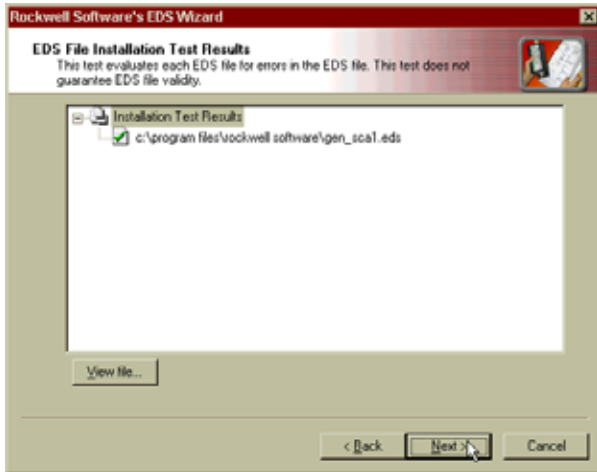 Rockwell Software's EDS Wizard
EDS File Installation Test Results
This test evaluates each EDS file for errors in the EDS file. This test does not
guarantee EDS file validity.
Installation Test Results
c:\program files\rockwell software\gen_sca1.eds
View file...
< Back
Next >
Cancel